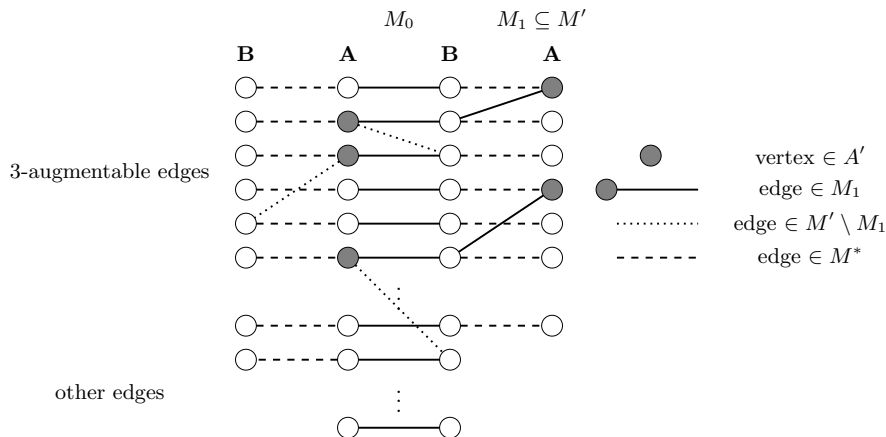 M₀ M₁ ⊆ M′
B A B A
3-augmentable edges
vertex ∈ A′
edge ∈ M₁
edge ∈ M′ \ M₁
edge ∈ M*
other edges